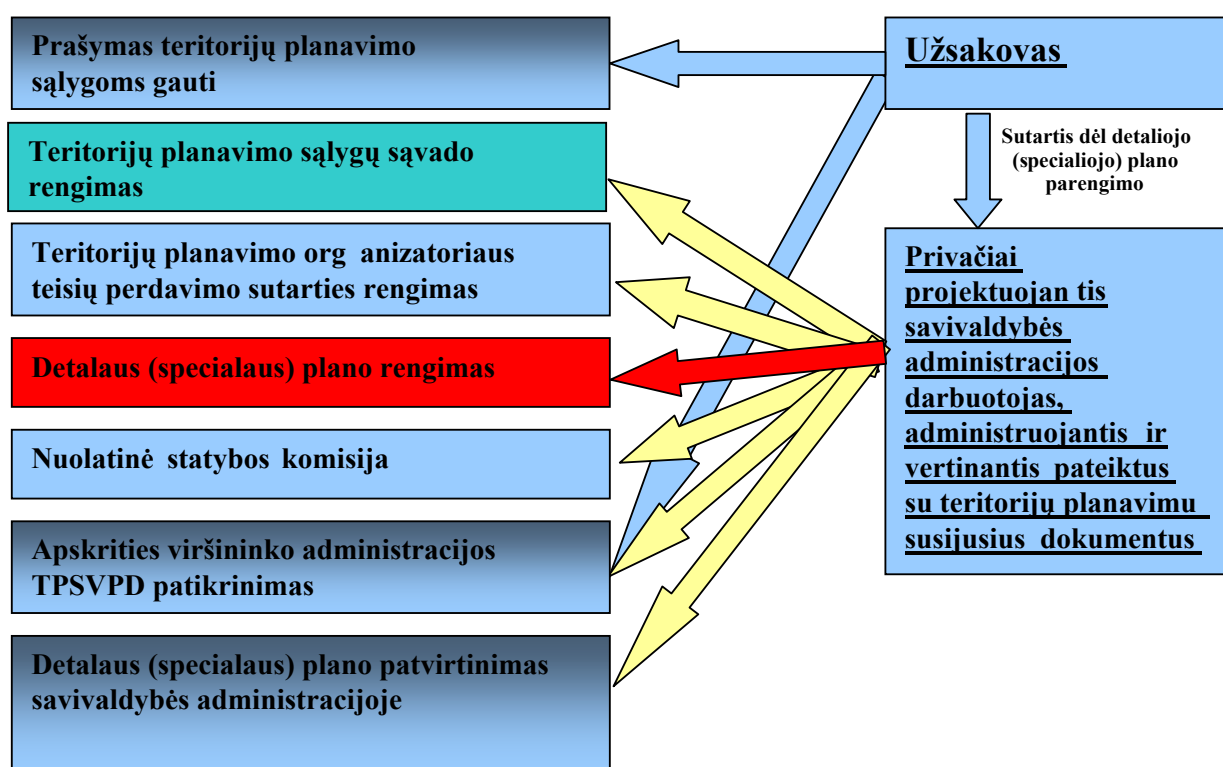 Prašymas teritorijų planavimo
sąlygoms gauti
Teritorijų planavimo sąlygų sąvado
rengimas
Teritorijų planavimo org anizatoriaus
teisių perdavimo sutarties rengimas
Detalaus (specialaus) plano rengimas
Nuolatinė statybos komisija
Apskrities viršininko administracijos
TPSVPD patikrinimas
Detalaus (specialaus) plano patvirtinimas
savivaldybės administracijoje
Užsakovas
Sutartis dėl detaliojo
(specialiojo) plano
parengimo
Privačiai
projektuojan tis
savivaldybės
administracijos
darbuotojas,
administruojantis ir
vertinantis pateiktus
su teritorijų planavimu
susijusius dokumentus